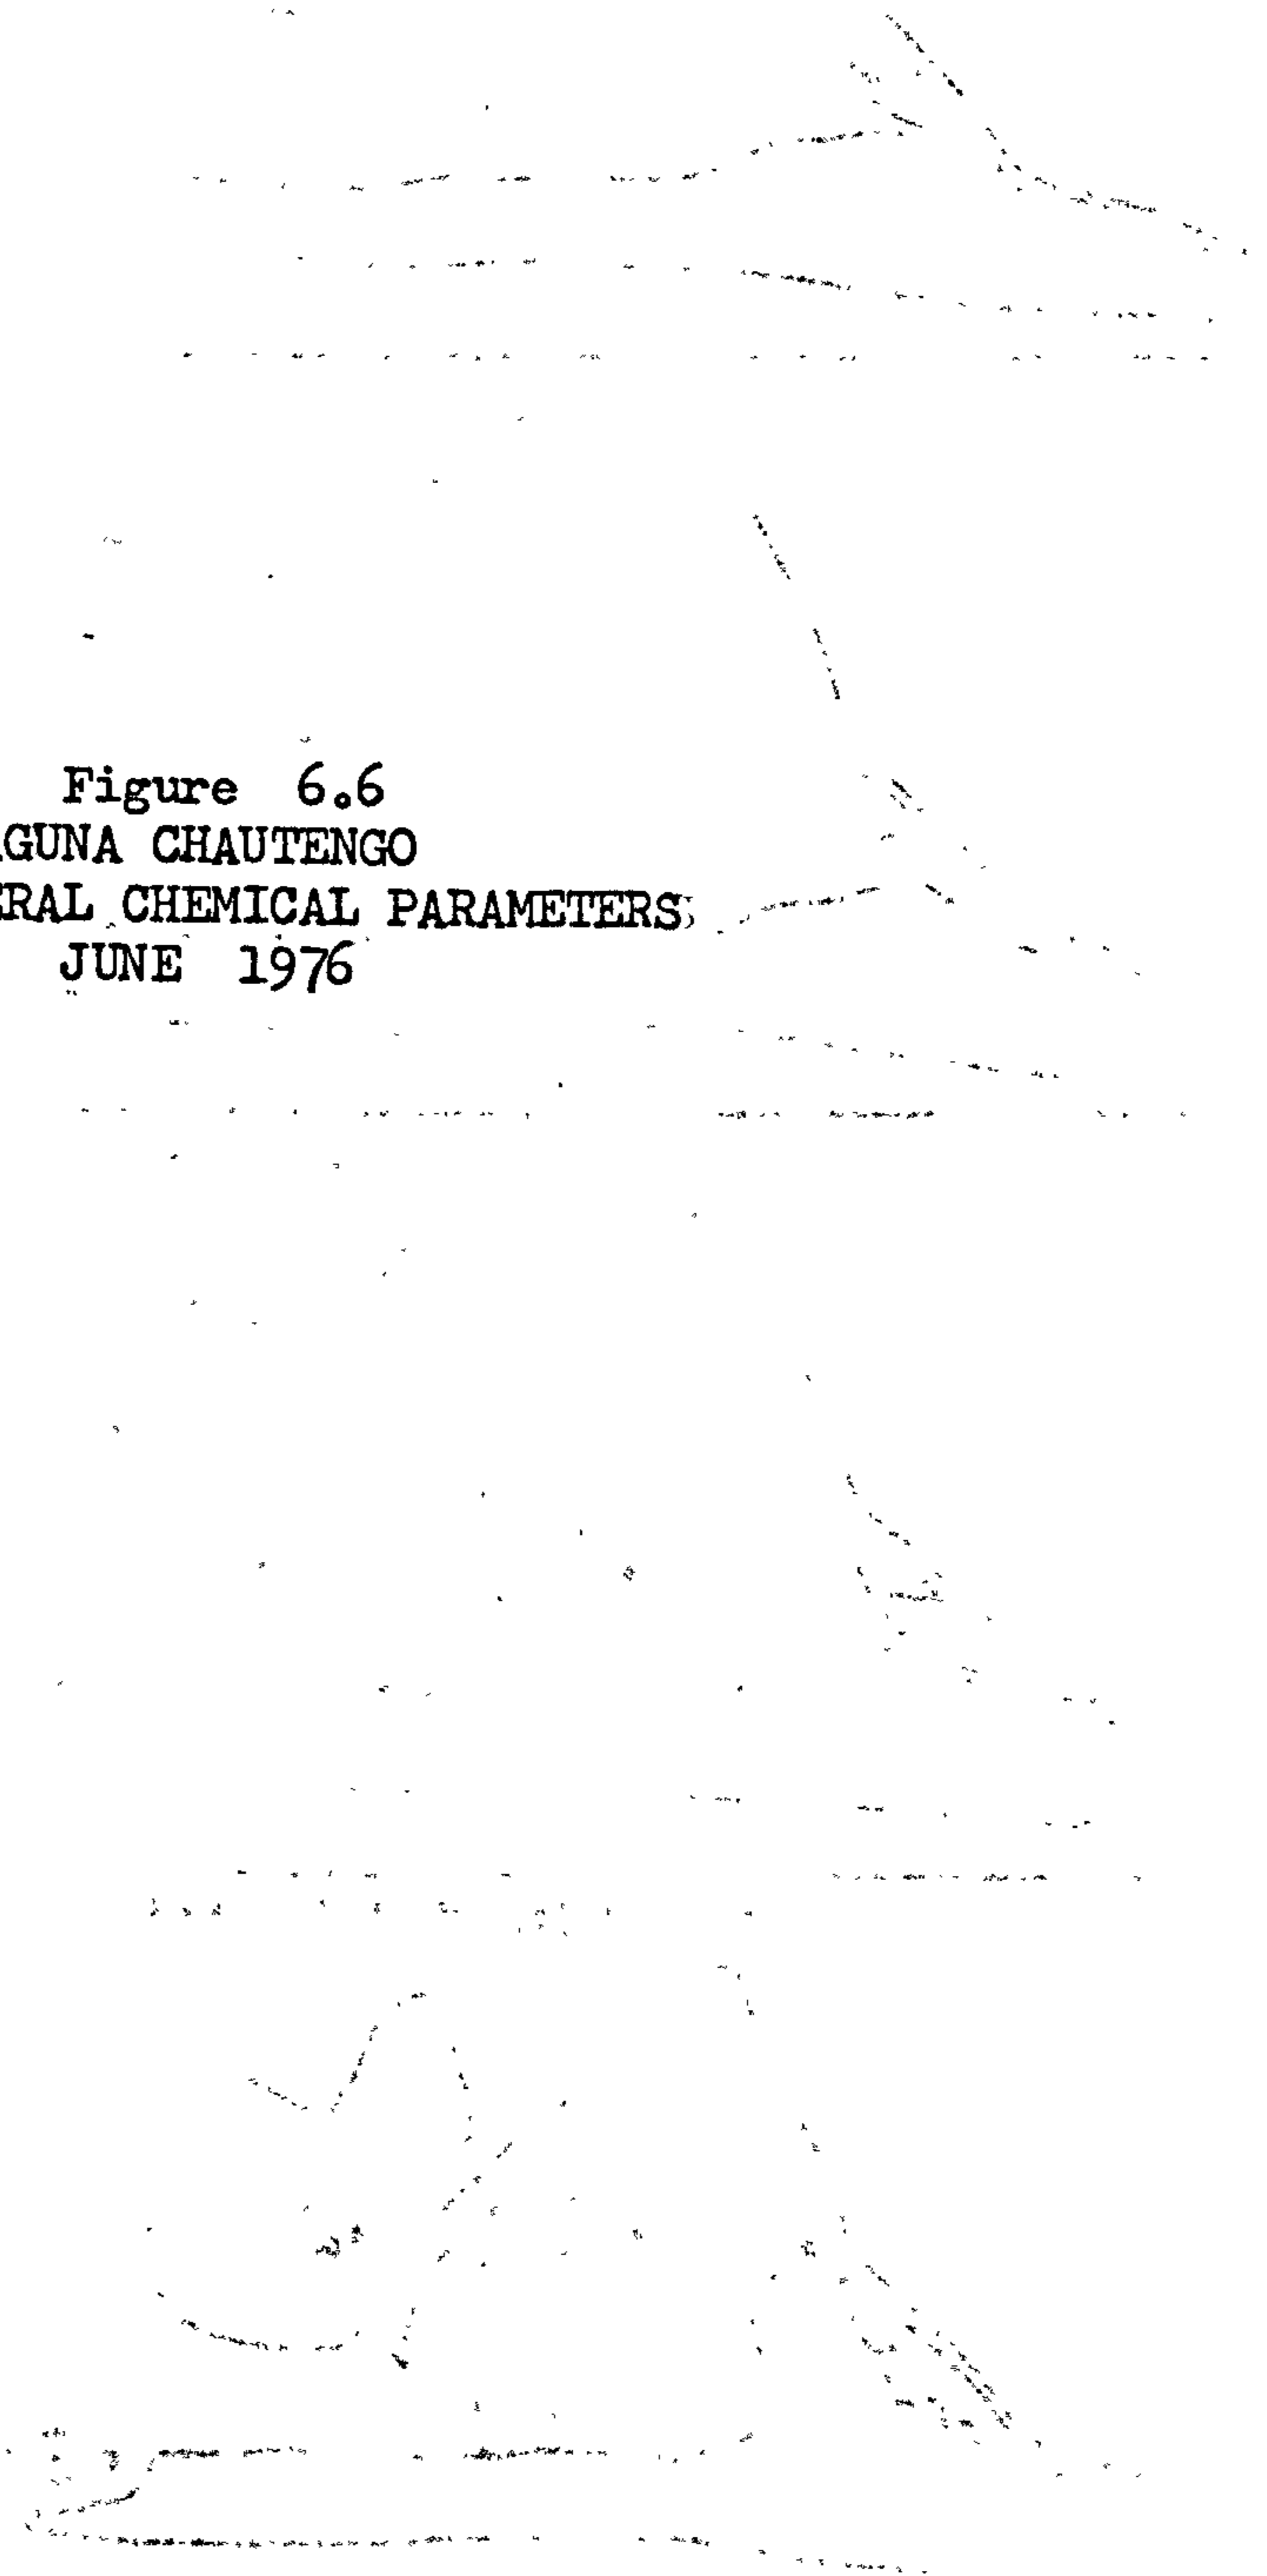 Figure 6.6
GUNA CHAUTENGO
RAL CHEMICAL PARAMETERS
JUNE 1976